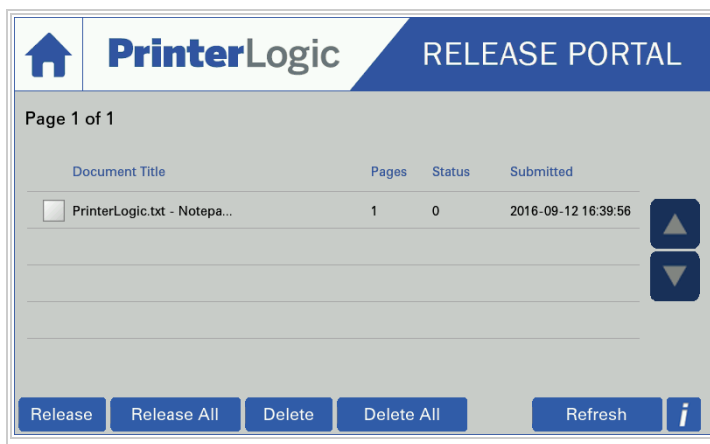 PrinterLogic RELEASE PORTAL
Page 1 of 1
Document Title Pages Status Submitted
PrinterLogic.txt - Notepa... 1 0 2016-09-12 16:39:56
Release Release All Delete Delete All Refresh i